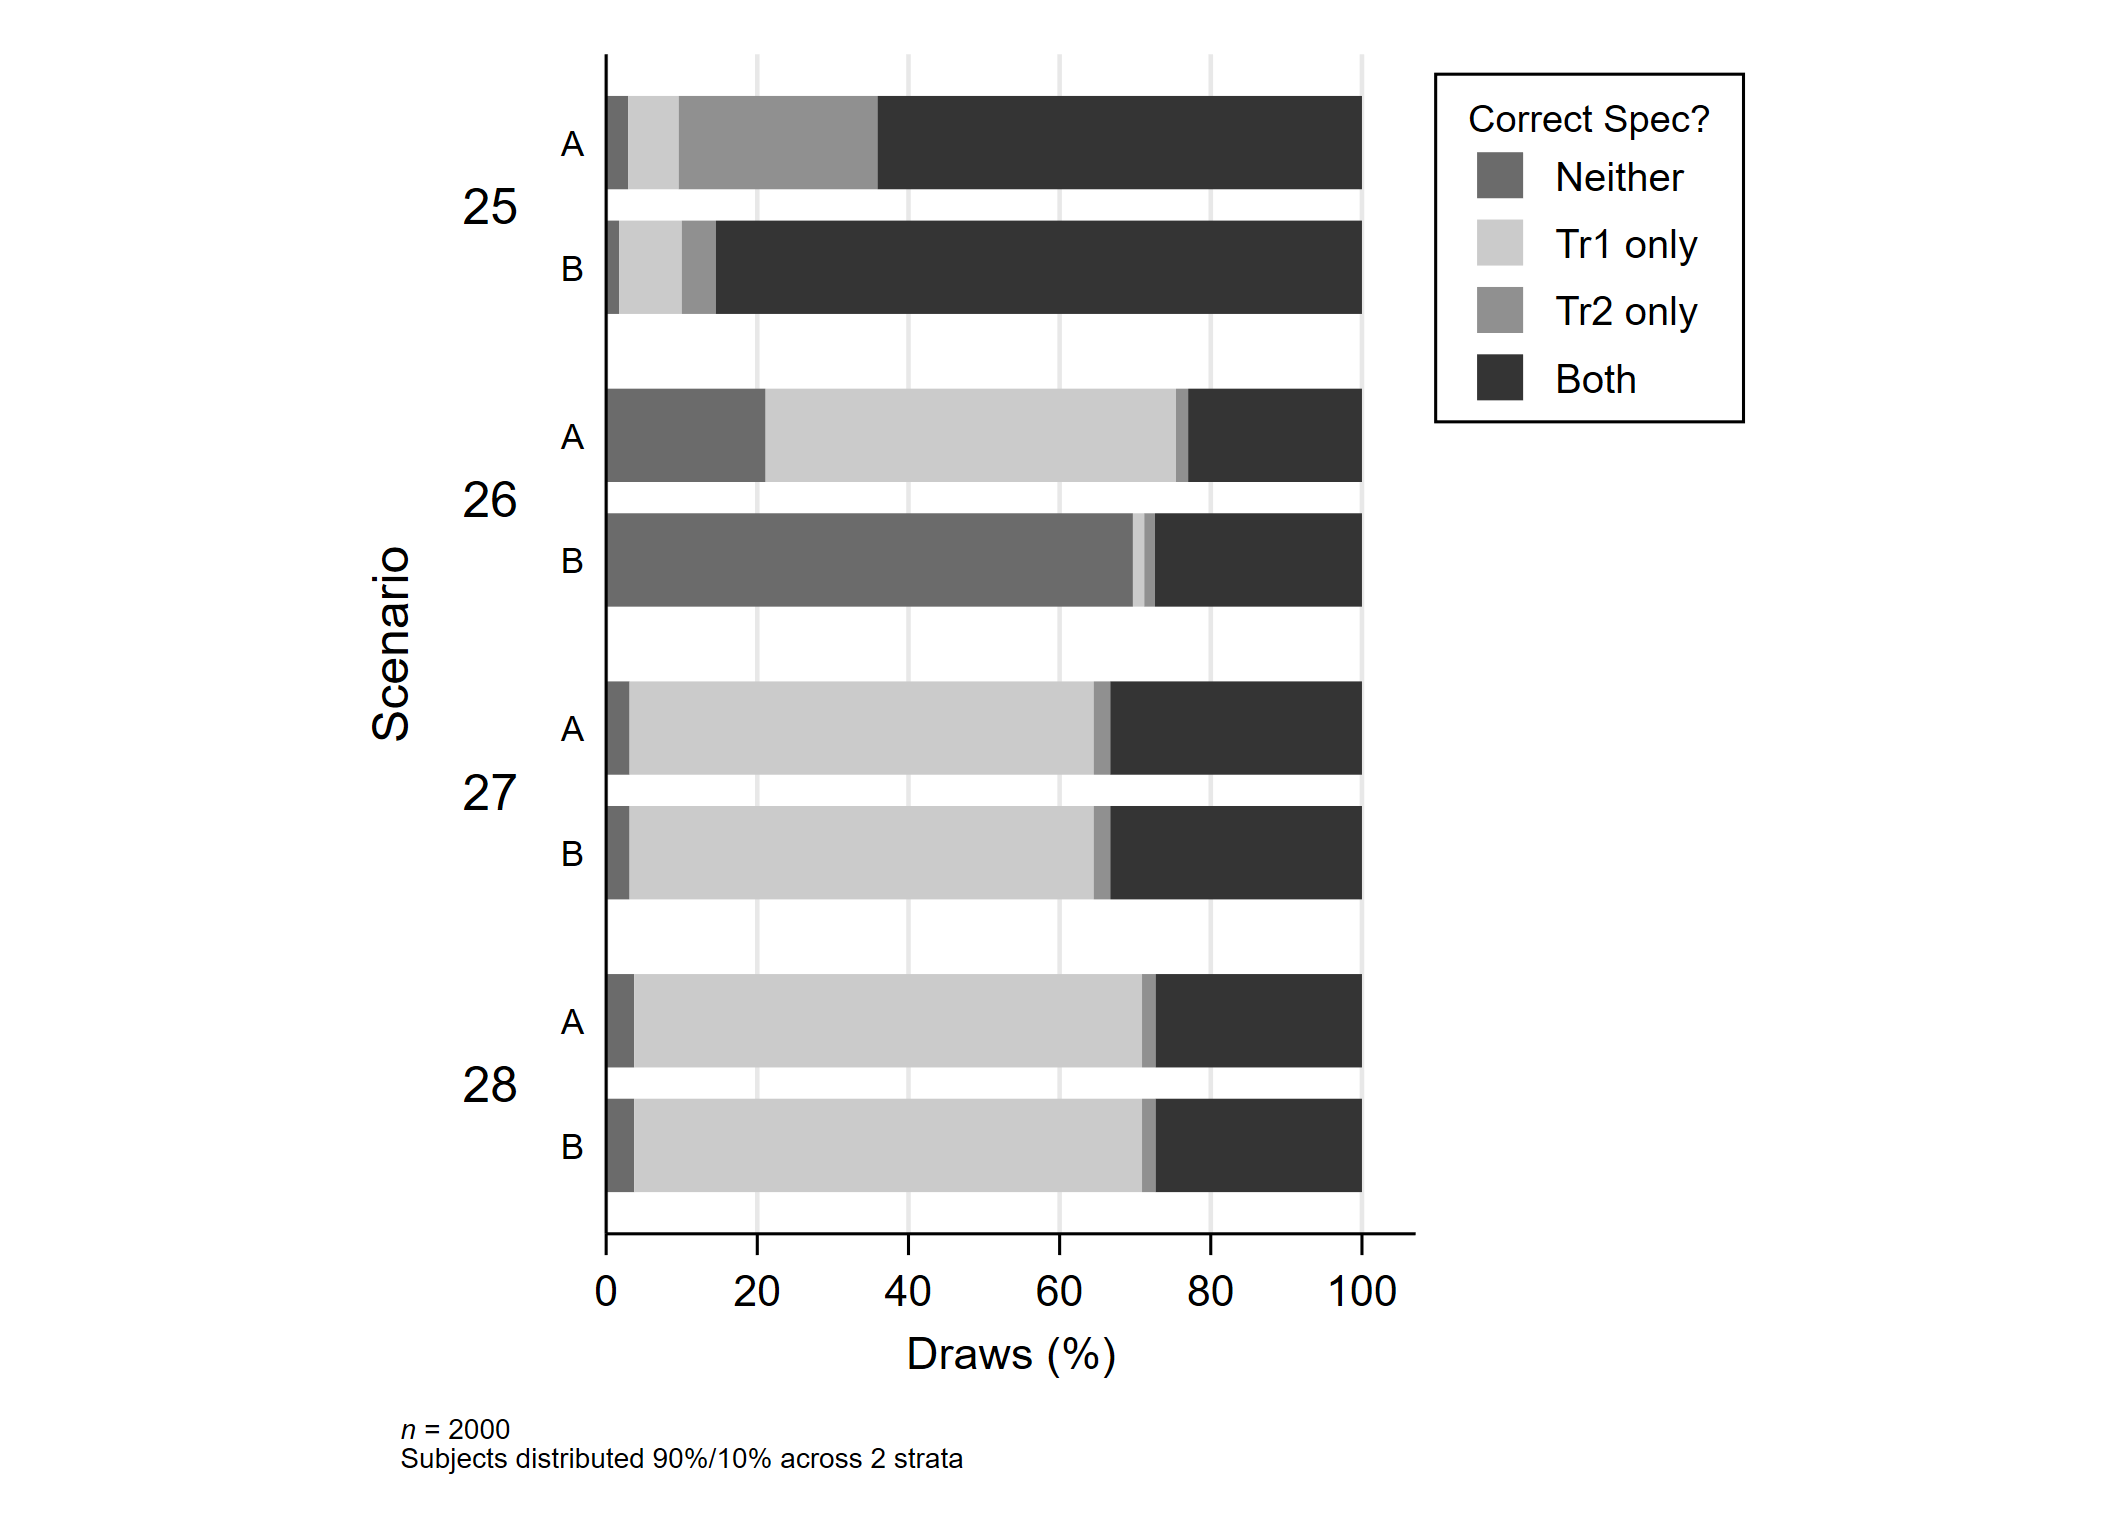 Correct Spec?
Neither
Tr1 only
Tr2 only
Both
Scenario
25
A
B
26
A
B
27
A
B
28
A
B
0 20 40 60 80 100
Draws (%)
n = 2000
Subjects distributed 90%/10% across 2 strata